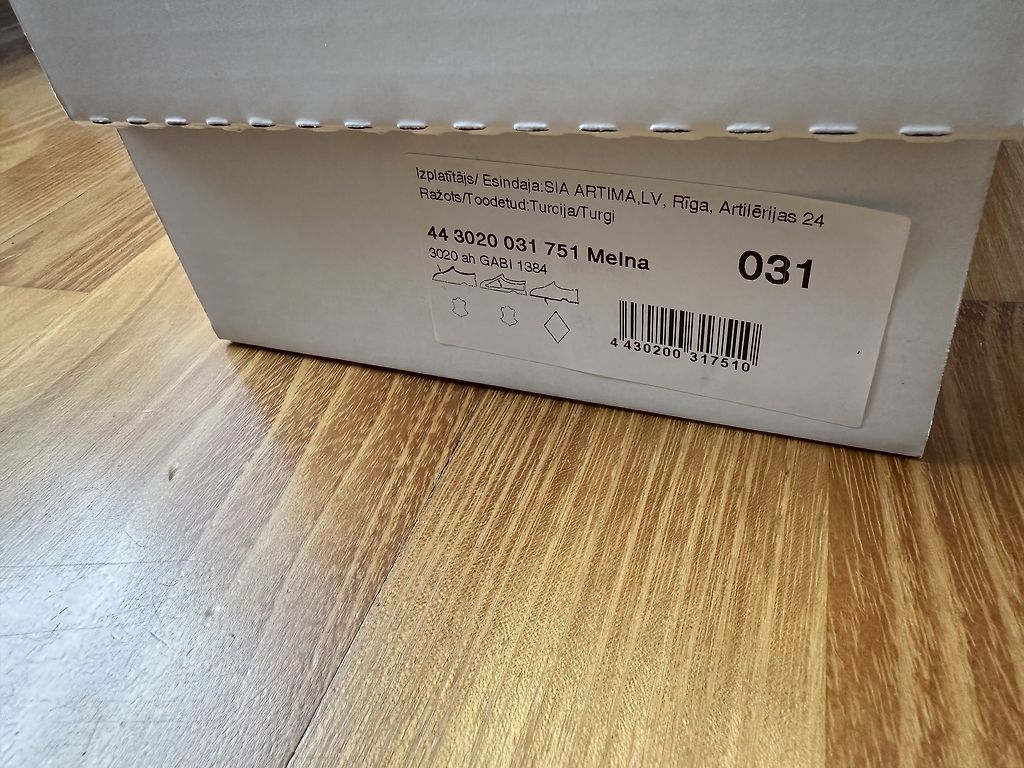 Izplatītājs/ Esindaja:SIA ARTIMA,LV, Rīga, Artilērijas 24
Ražots/Toodetud:Turcija/Turgi
44 3020 031 751 Melna
031
3020 ah GABI 1384
4 430200 317510